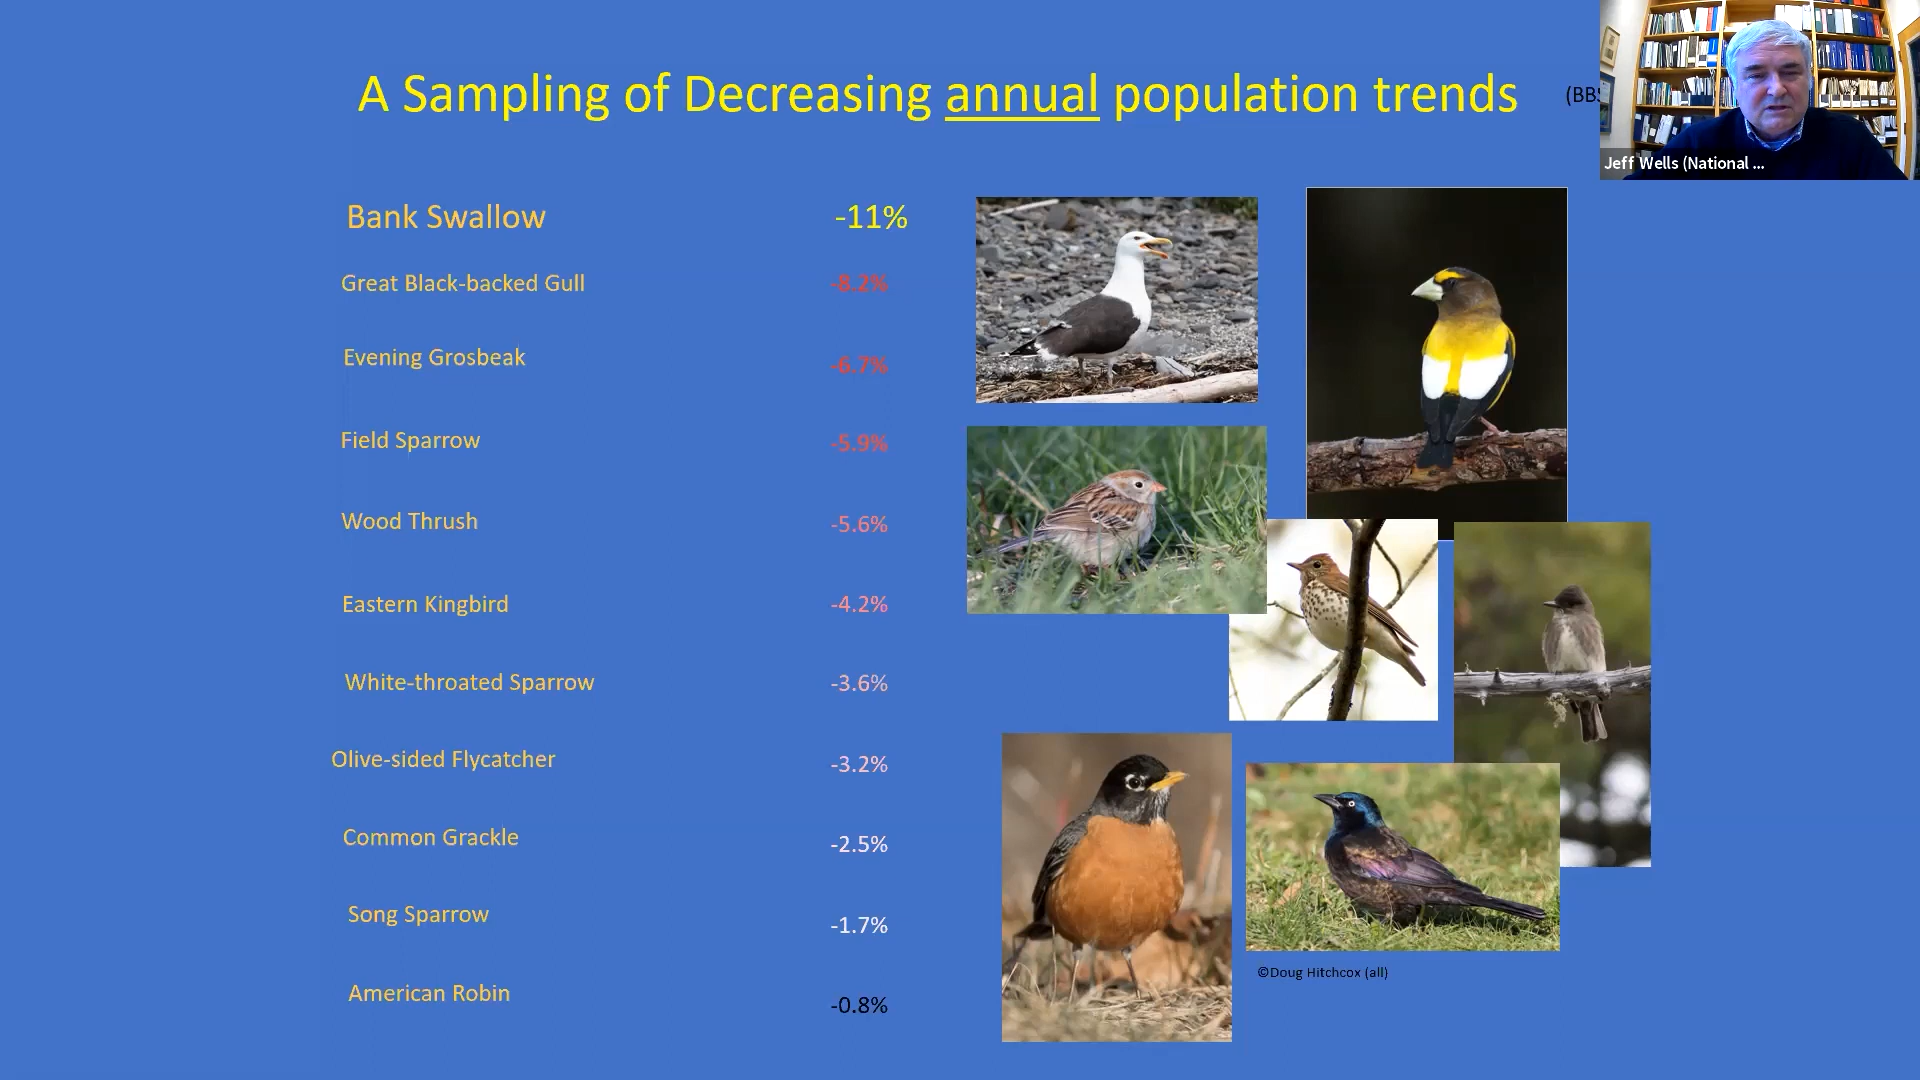 A Sampling of Decreasing annual population trends
Jeff Wells (National ...
Bank Swallow -11%
Great Black-backed Gull -8.2%
Evening Grosbeak -6.7%
Field Sparrow -5.9%
Wood Thrush -5.6%
Eastern Kingbird -4.2%
White-throated Sparrow -3.6%
Olive-sided Flycatcher -3.2%
Common Grackle -2.5%
Song Sparrow -1.7%
American Robin -0.8%
©Doug Hitchcox (all)